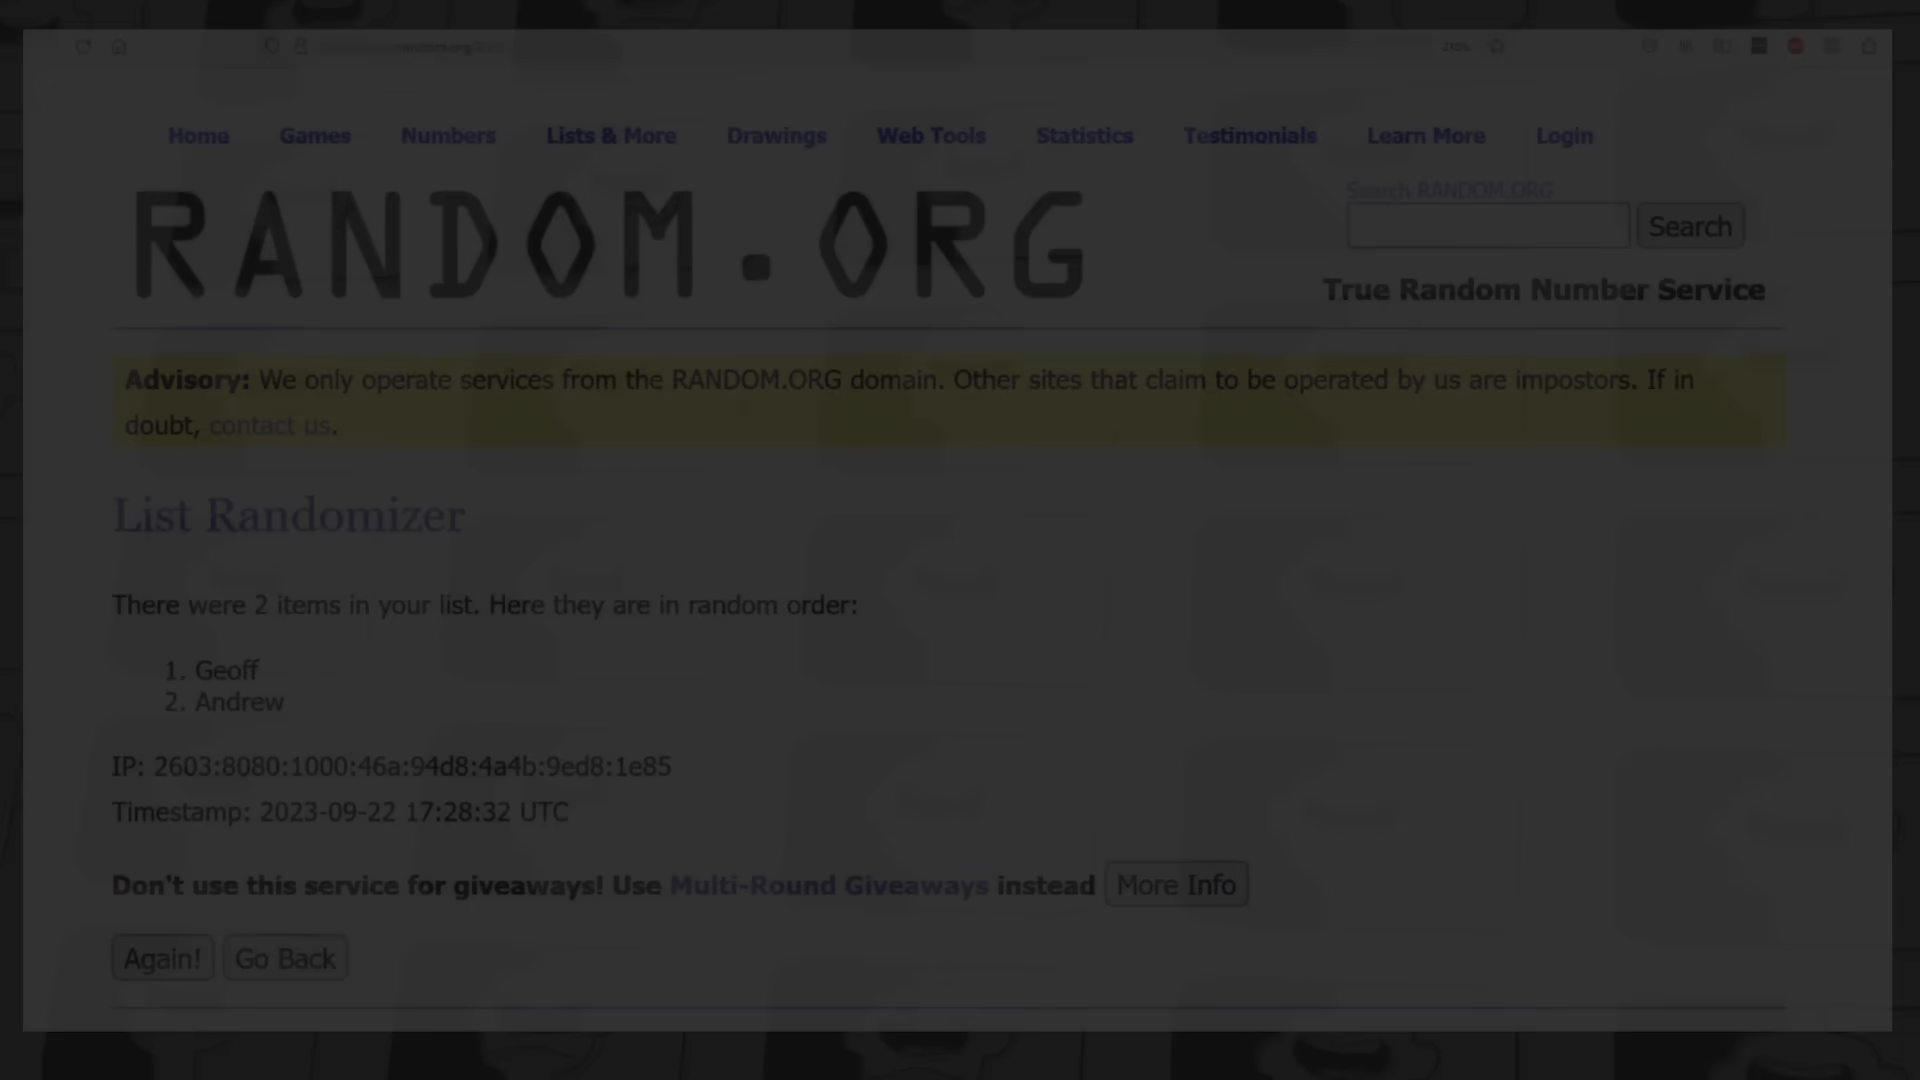 Home Games Numbers Lists & More Drawings Web Tools Statistics Testimonials Learn More Login
RANDOM.ORG
Search RANDOM.ORG
Search
True Random Number Service
Advisory: We only operate services from the RANDOM.ORG domain. Other sites that claim to be operated by us are impostors. If in
doubt, contact us.
List Randomizer
There were 2 items in your list. Here they are in random order:
1. Geoff
2. Andrew
IP: 2603:8080:1000:46a:94d8:4a4b:9ed8:1e85
Timestamp: 2023-09-22 17:28:32 UTC
Don't use this service for giveaways! Use Multi-Round Giveaways instead More Info
Again! Go Back